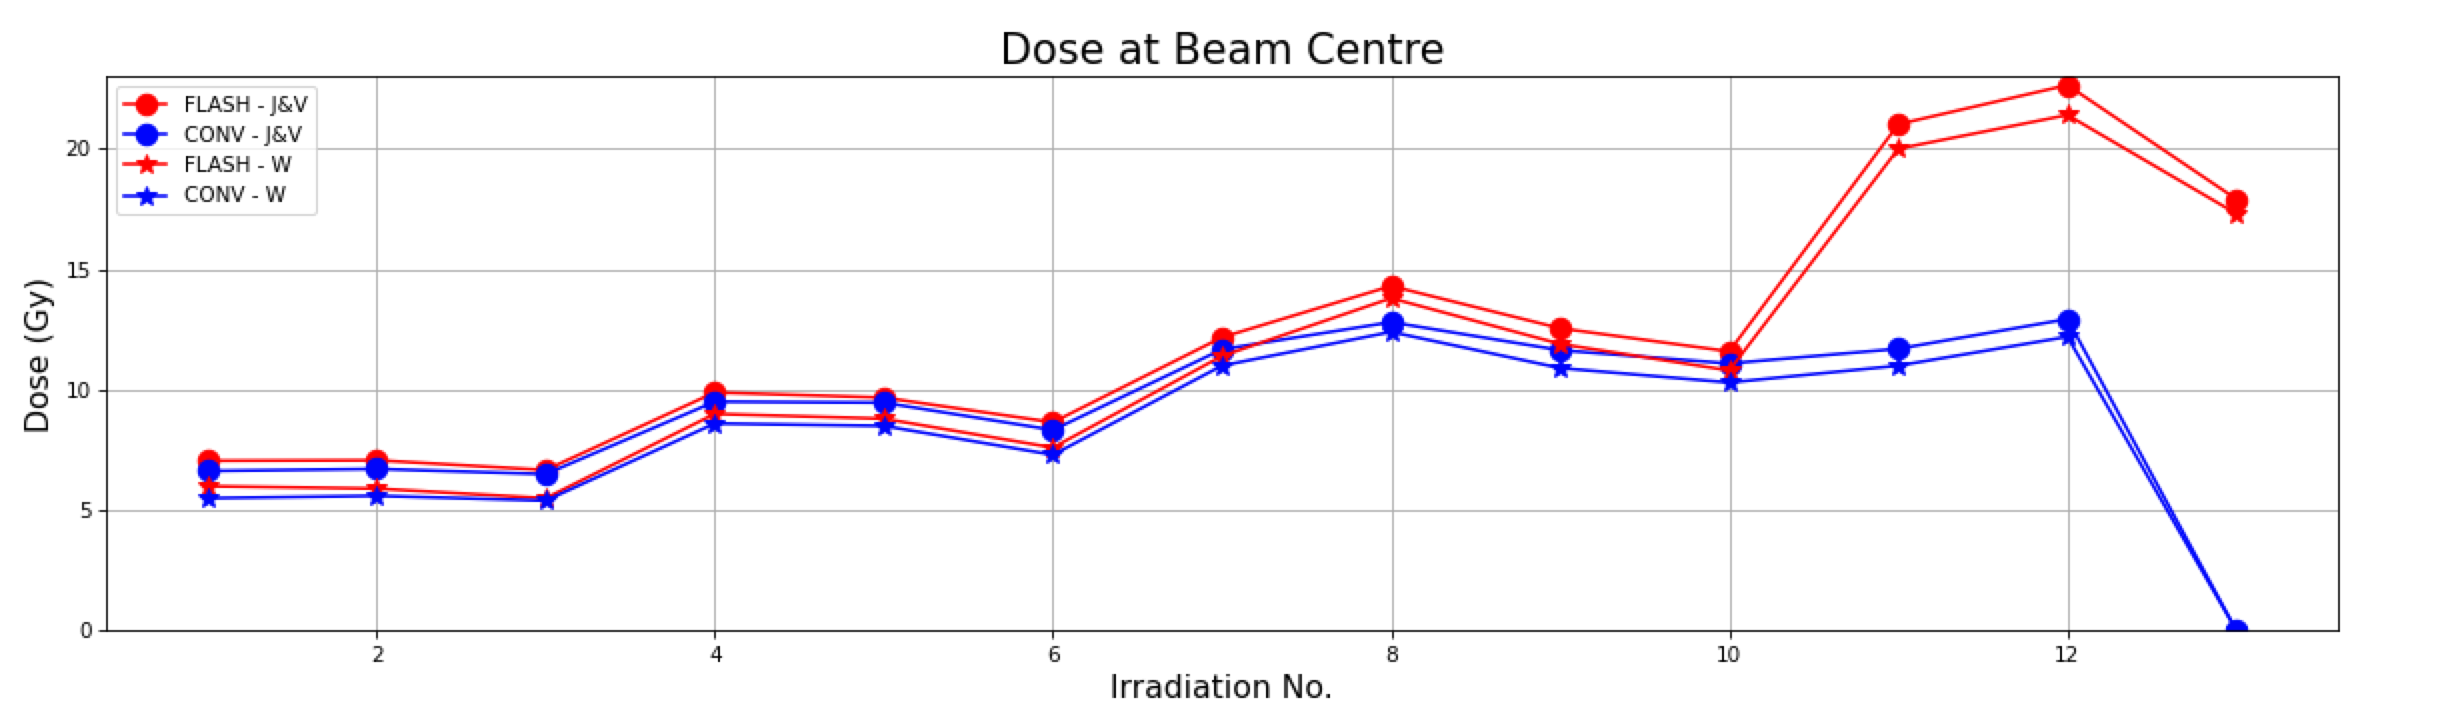 Dose at Beam Centre
FLASH - J&V
CONV - J&V
FLASH - W
CONV - W
Dose (Gy)
20
15
10
5
0
2 4 6 8 10 12
Irradiation No.